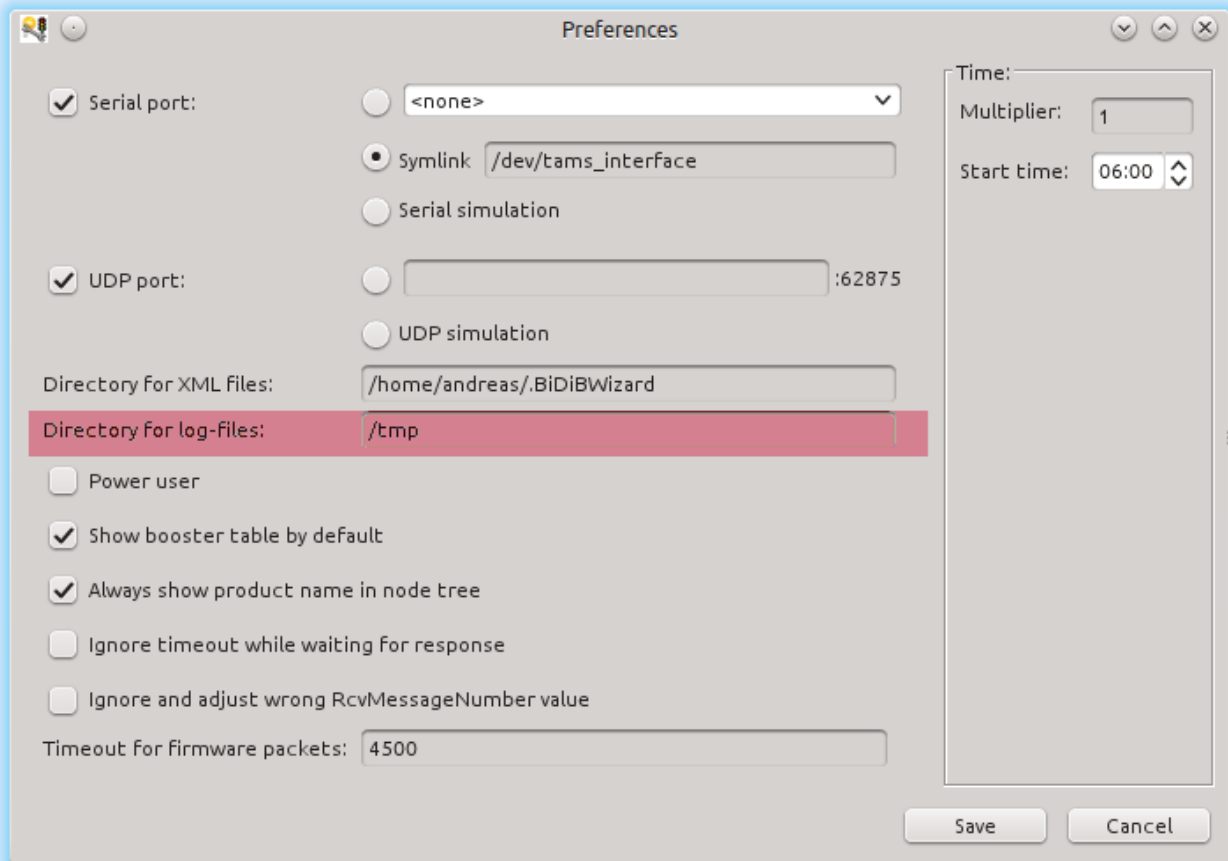 Preferences
Serial port:
<none>
Symlink /dev/tams_interface
Serial simulation
UDP port:
:62875
UDP simulation
Directory for XML files: /home/andreas/.BiDiBWizard
Directory for log-files: /tmp
Power user
Show booster table by default
Always show product name in node tree
Ignore timeout while waiting for response
Ignore and adjust wrong RcvMessageNumber value
Timeout for firmware packets: 4500
Time:
Multiplier: 1
Start time: 06:00
Save
Cancel